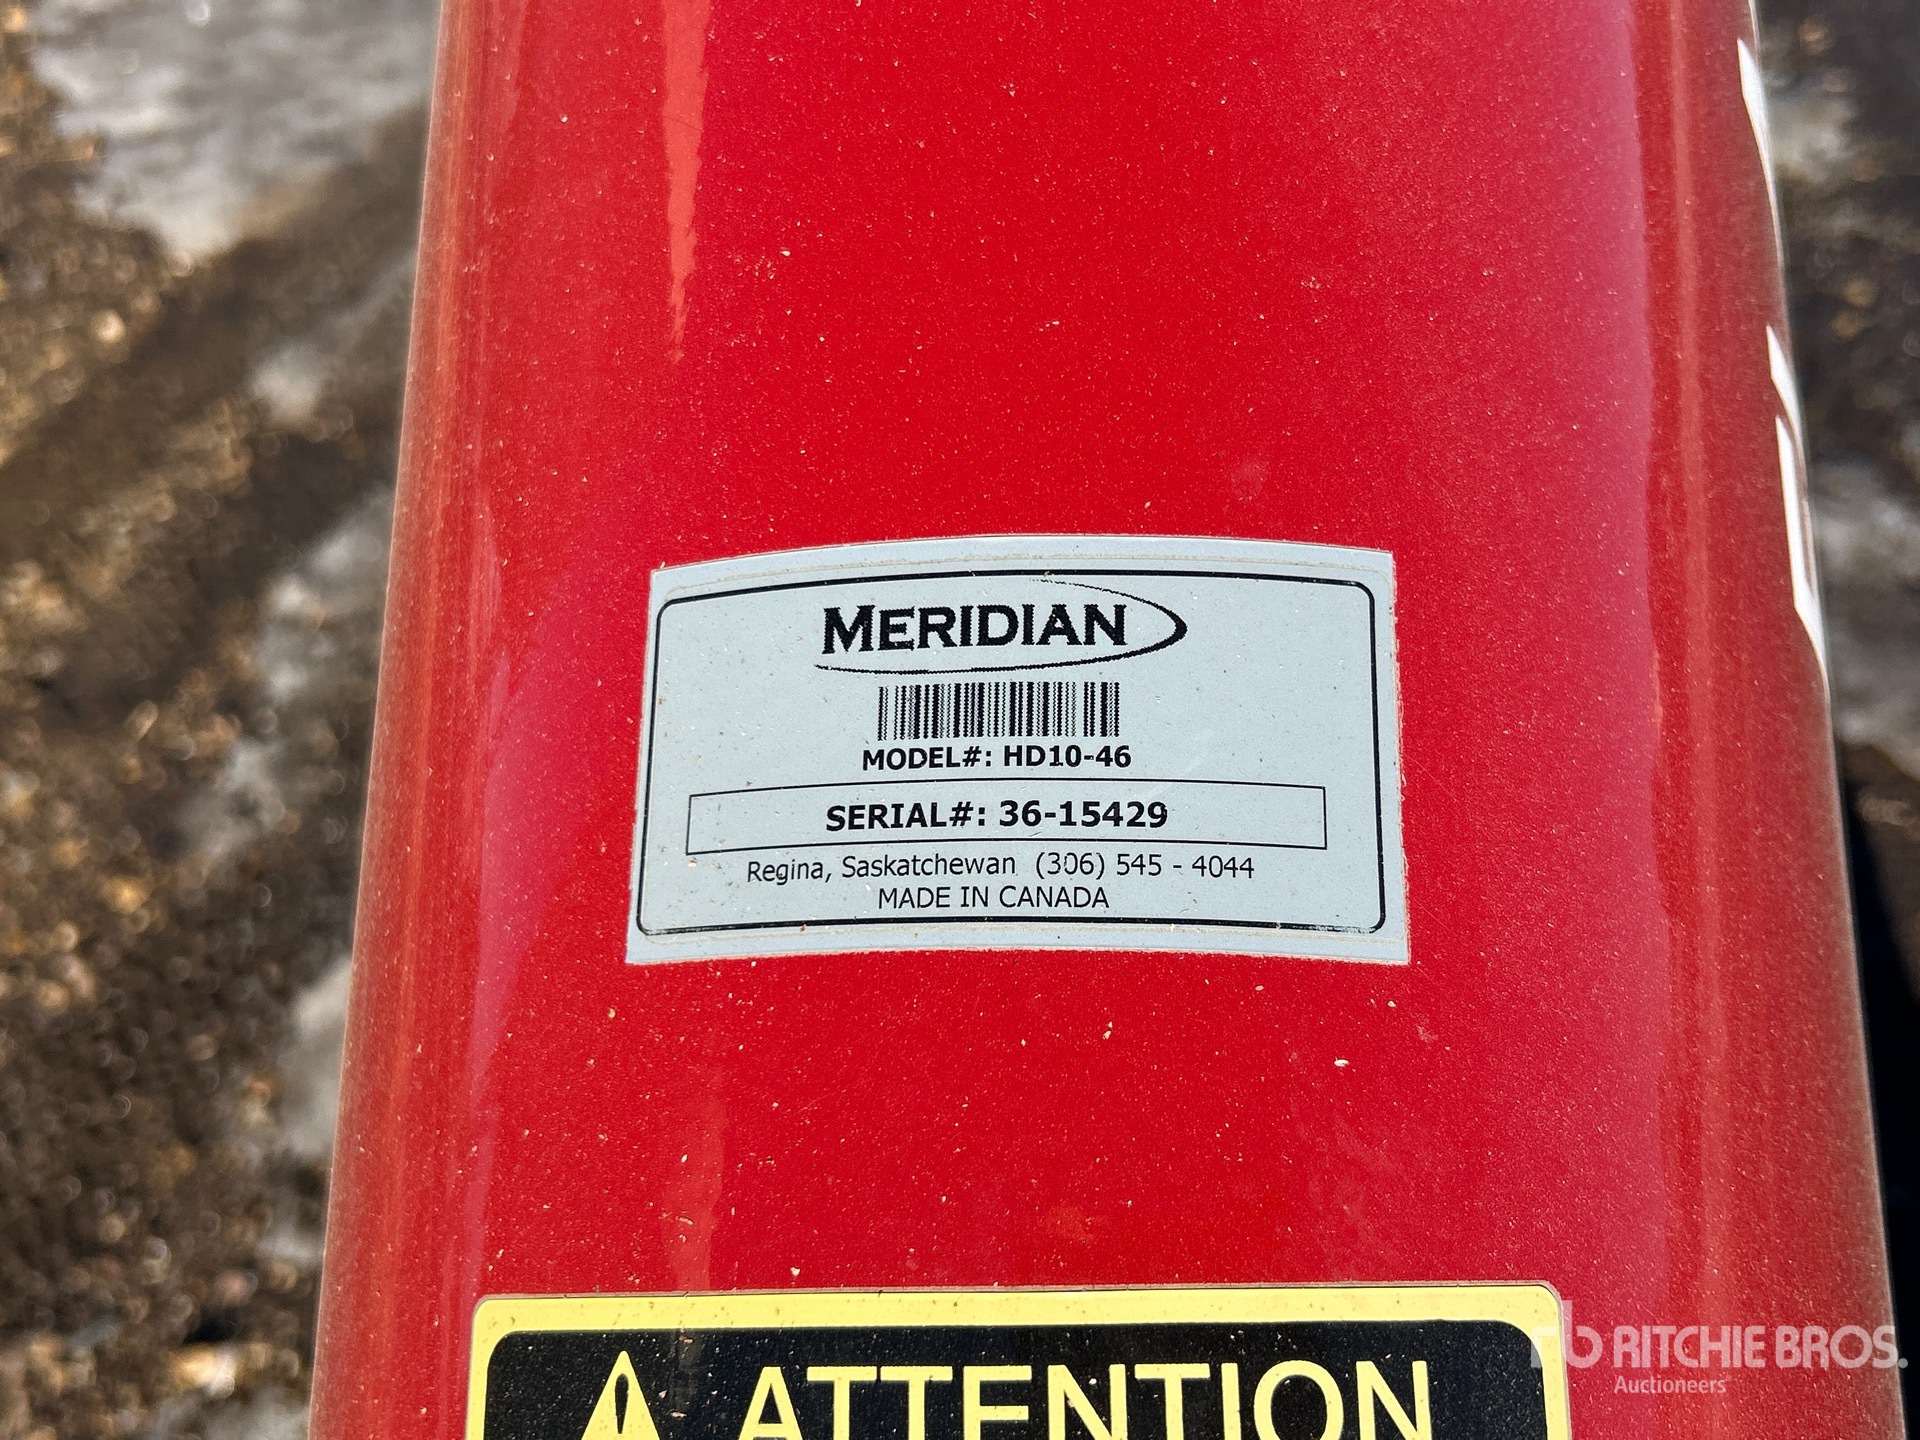 MERIDIAN
MODEL#: HD10-46
SERIAL#: 36-15429
Regina, Saskatchewan (306) 545 - 4044
MADE IN CANADA
ATTENTION
rb RITCHIE BROS.
Auctioneers